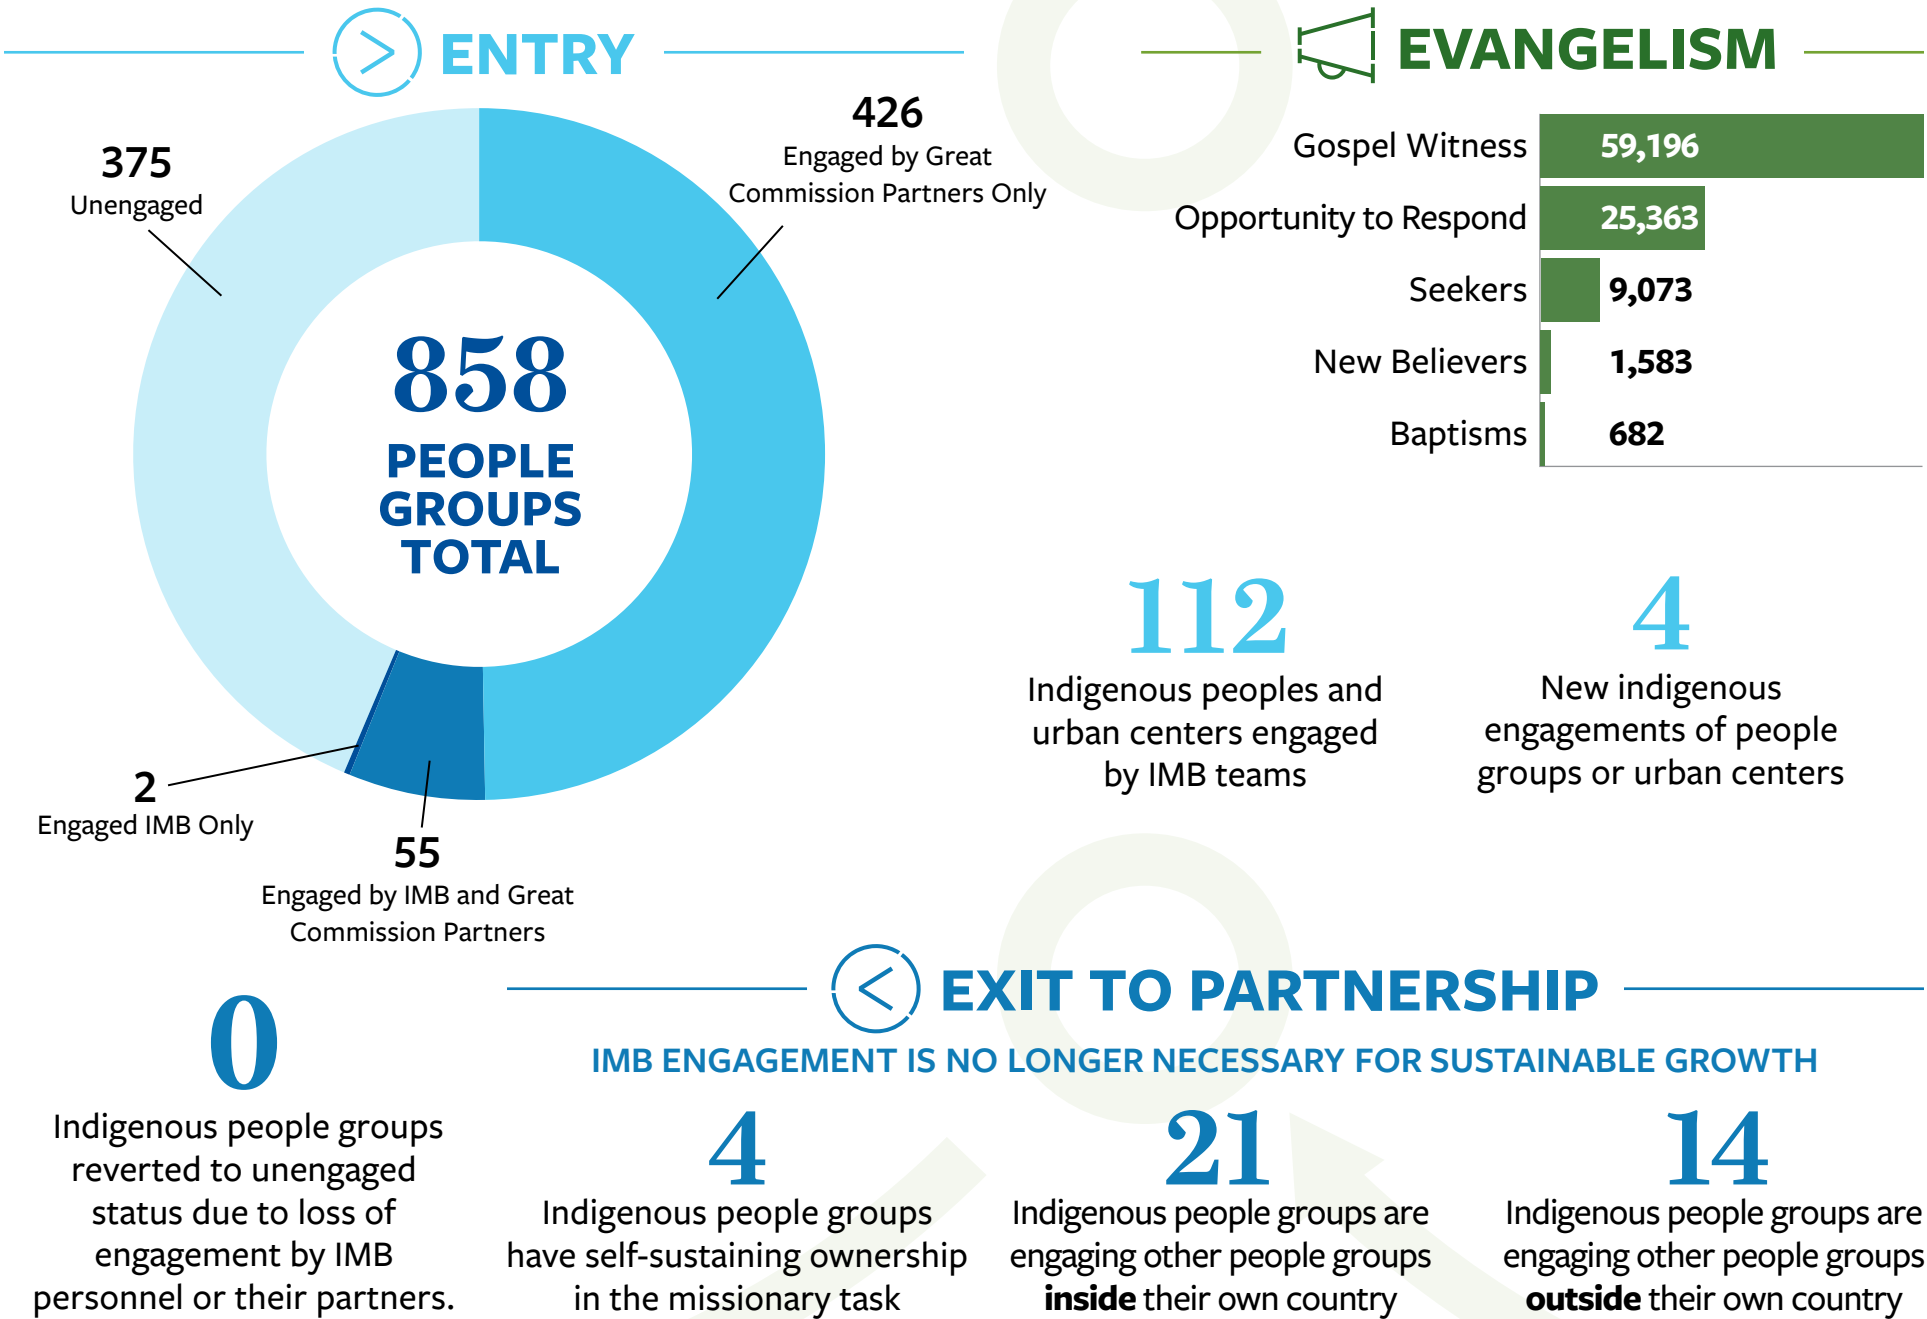 ENTRY
426
Engaged by Great
Commission Partners Only
375
Unengaged
858
PEOPLE
GROUPS
TOTAL
2
Engaged IMB Only
55
Engaged by IMB and Great
Commission Partners
EVANGELISM
Gospel Witness 59,196
Opportunity to Respond 25,363
Seekers 9,073
New Believers 1,583
Baptisms 682
112
Indigenous peoples and
urban centers engaged
by IMB teams
4
New indigenous
engagements of people
groups or urban centers
0
Indigenous people groups
reverted to unengaged
status due to loss of
engagement by IMB
personnel or their partners.
EXIT TO PARTNERSHIP
IMB ENGAGEMENT IS NO LONGER NECESSARY FOR SUSTAINABLE GROWTH
4
Indigenous people groups
have self-sustaining ownership
in the missionary task
21
Indigenous people groups are
engaging other people groups
inside their own country
14
Indigenous people groups are
engaging other people groups
outside their own country